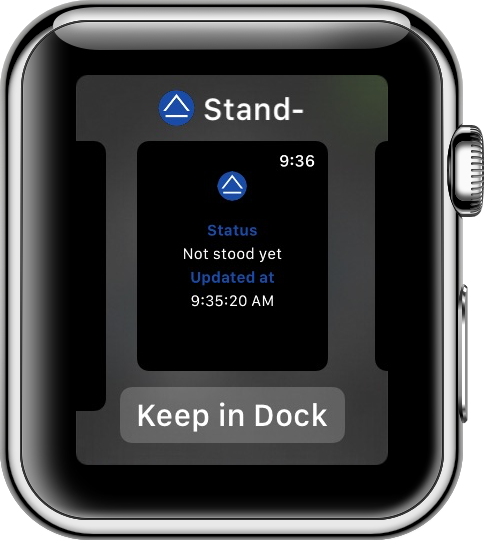 Stand-
9:36
Status
Not stood yet
Updated at
9:35:20 AM
Keep in Dock